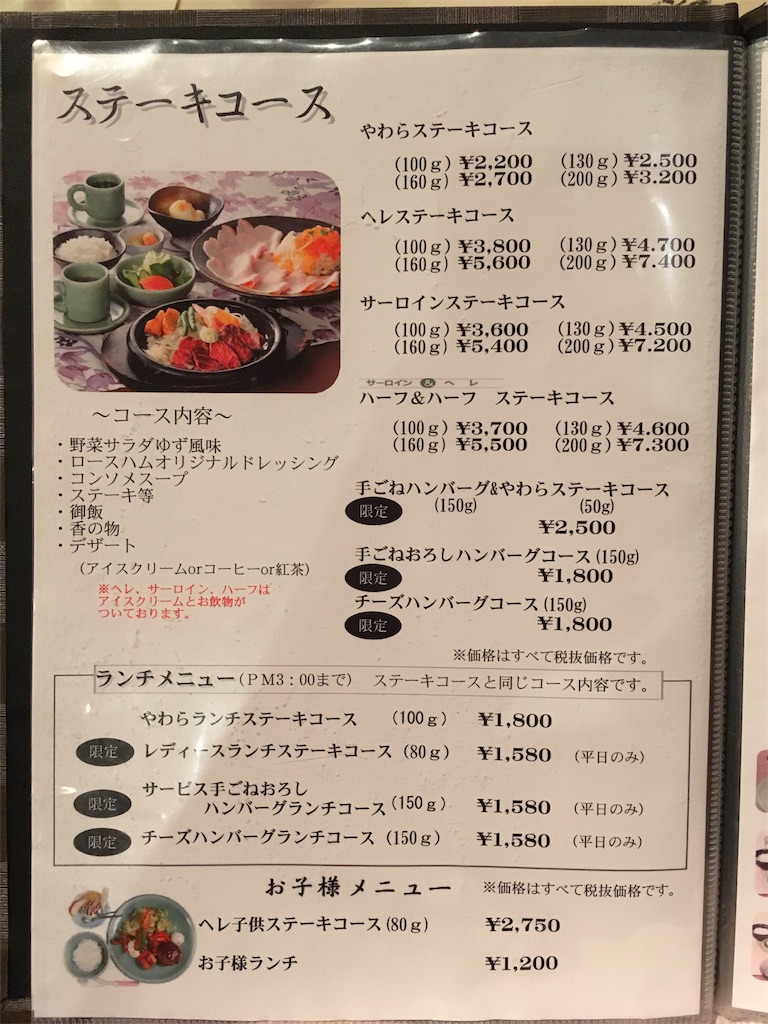 ステーキコース
やわらステーキコース
(100g) ¥2,200 (130g) ¥2.500
(160g) ¥2,700 (200g) ¥3.200
ヘレステーキコース
(100g) ¥3,800 (130g) ¥4.700
(160g) ¥5,600 (200g) ¥7.400
サーロインステーキコース
(100g) ¥3,600 (130g) ¥4.500
(160g) ¥5,400 (200g) ¥7.200
サーロイン & ヘレ
ハーフ&ハーフ ステーキコース
(100g) ¥3,700 (130g) ¥4.600
(160g) ¥5,500 (200g) ¥7.300
手ごねハンバーグ&やわらステーキコース
限定 (150g) (50g)
¥2,500
手ごねおろしハンバーグコース(150g)
限定 ¥1,800
チーズハンバーグコース(150g)
限定 ¥1,800
※価格はすべて税抜価格です。
～コース内容～
・野菜サラダゆず風味
・ロースハムオリジナルドレッシング
・コンソメスープ
・ステーキ等
・御飯
・香の物
・デザート
(アイスクリームorコーヒーor紅茶)
※ヘレ、サーロイン、ハーフは
アイスクリームとお飲物が
ついております。
ランチメニュー(PM3:00まで) ステーキコースと同じコース内容です。
やわらランチステーキコース (100g) ¥1,800
限定 レディースランチステーキコース (80g) ¥1,580 (平日のみ)
サービス手ごねおろし
限定 ハンバーグランチコース(150g) ¥1,580 (平日のみ)
限定 チーズハンバーグランチコース (150g) ¥1,580 (平日のみ)
お子様メニュー ※価格はすべて税抜価格です。
ヘレ子供ステーキコース(80g) ¥2,750
お子様ランチ ¥1,200